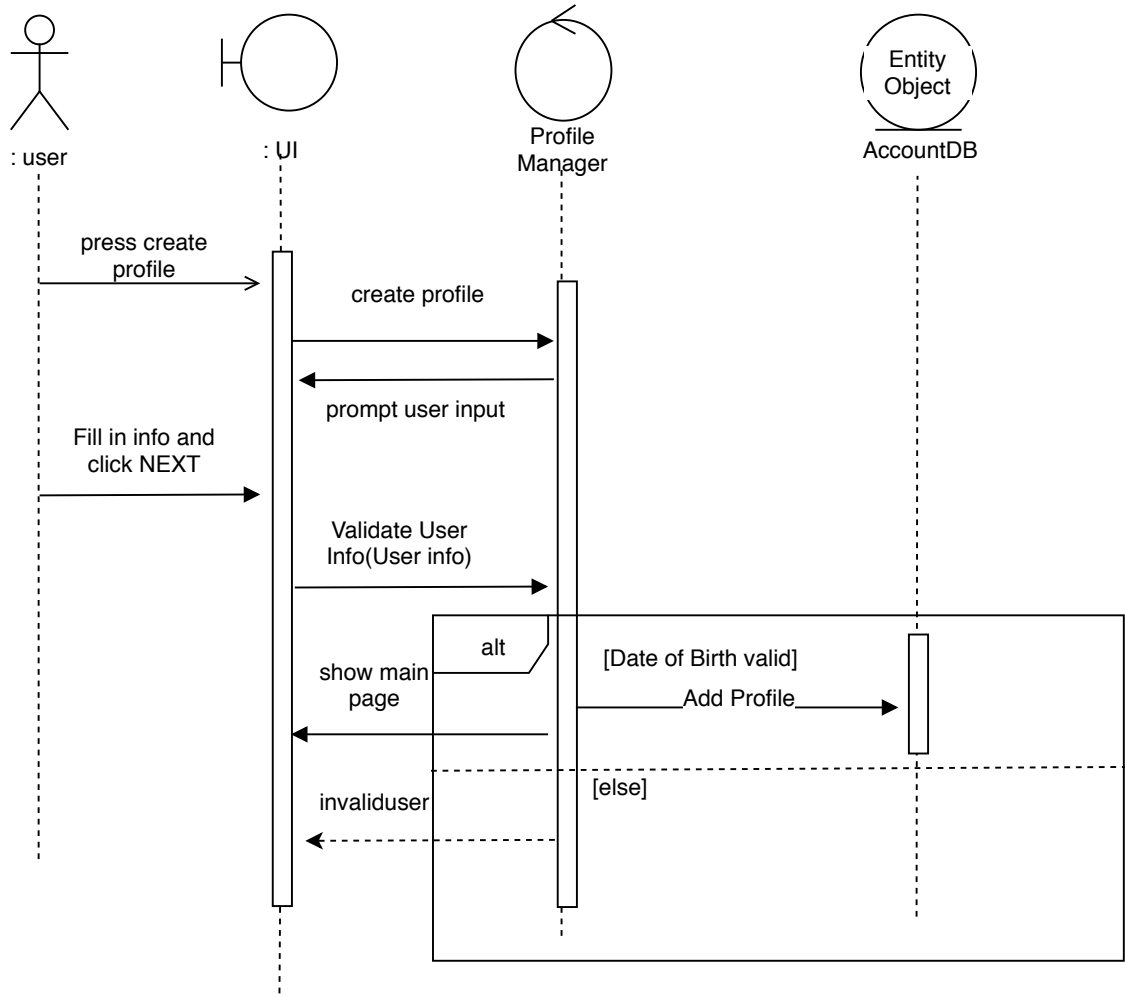 Entity
Object
: user
: UI
Profile
Manager
AccountDB
press create
profile
create profile
prompt user input
Fill in info and
click NEXT
Validate User
Info(User info)
alt
[Date of Birth valid]
show main
page
Add Profile
[else]
invaliduser